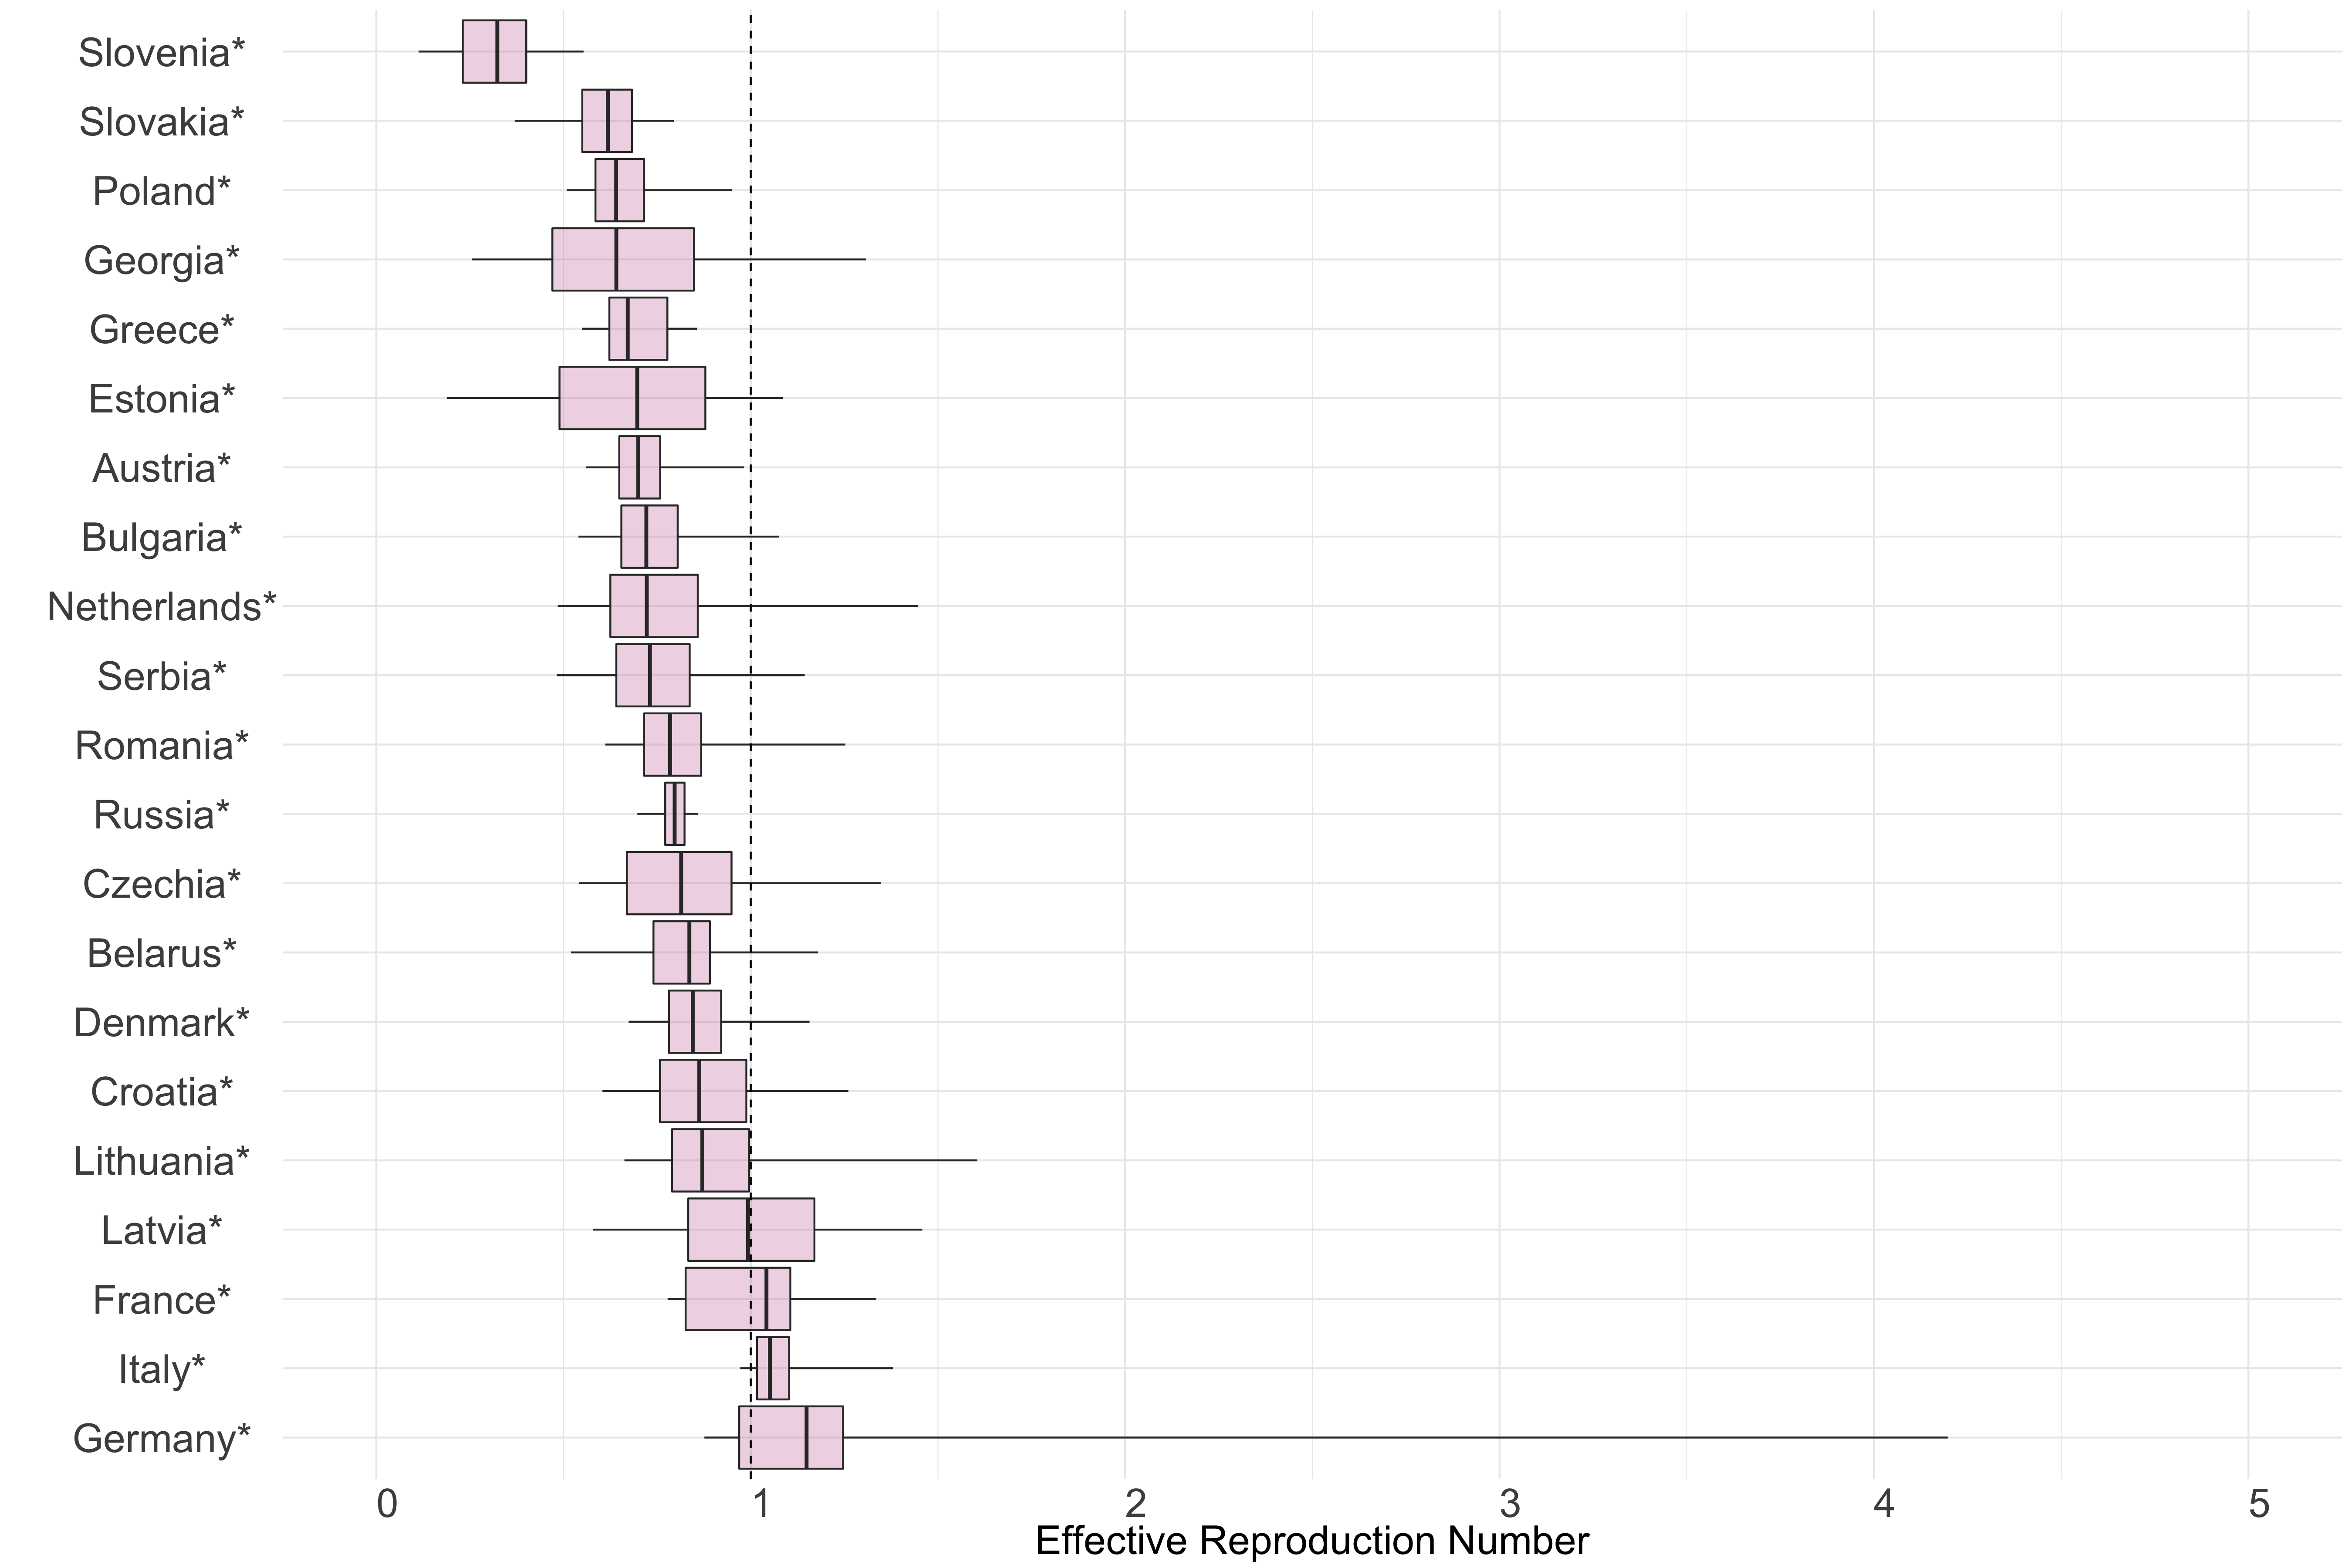 Slovenia*
Slovakia*
Poland*
Georgia*
Greece*
Estonia*
Austria*
Bulgaria*
Netherlands*
Serbia*
Romania*
Russia*
Czechia*
Belarus*
Denmark*
Croatia*
Lithuania*
Latvia*
France*
Italy*
Germany*
0 1 2 3 4 5
Effective Reproduction Number